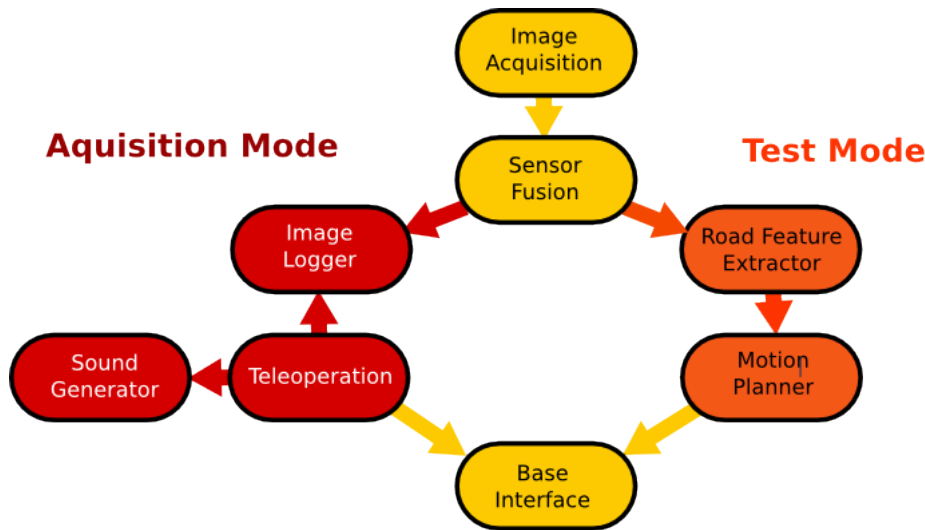 Image
Acquisition
Aquisition Mode
Test Mode
Sensor
Fusion
Image
Logger
Road Feature
Extractor
Sound
Generator
Teleoperation
Motion
Planner
Base
Interface